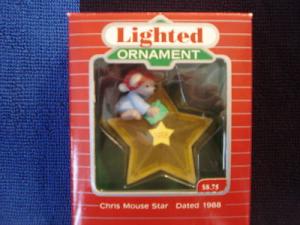 Lighted
ORNAMENT
$8.75
Chris Mouse Star Dated 1988